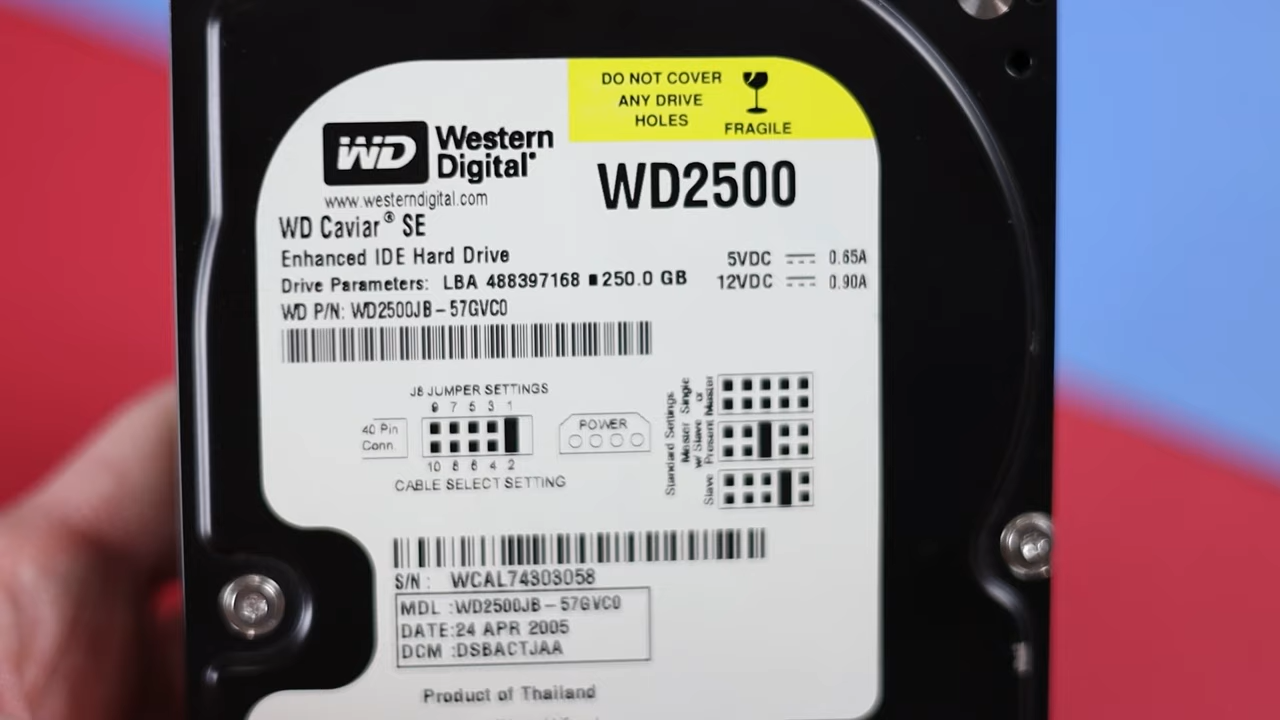 DO NOT COVER
ANY DRIVE
HOLES
FRAGILE
WD
Western
Digital
WD2500
www.westerndigital.com
WD Caviar® SE
Enhanced IDE Hard Drive
5VDC 0.65A
Drive Parameters: LBA 488397168 ■ 250.0 GB
12VDC 0.90A
WD P/N: WD2500JB-57GVC0
J8 JUMPER SETTINGS
9 7 5 3 1
40 Pin
Conn.
POWER
10 8 6 4 2
CABLE SELECT SETTING
Standard Settings
Single
or
Master
Master
w/ Slave
Present
Slave
S/N: WCAL74303058
MDL :WD2500JB-57GVC0
DATE:24 APR 2005
DCM :DSBACTJAA
Product of Thailand